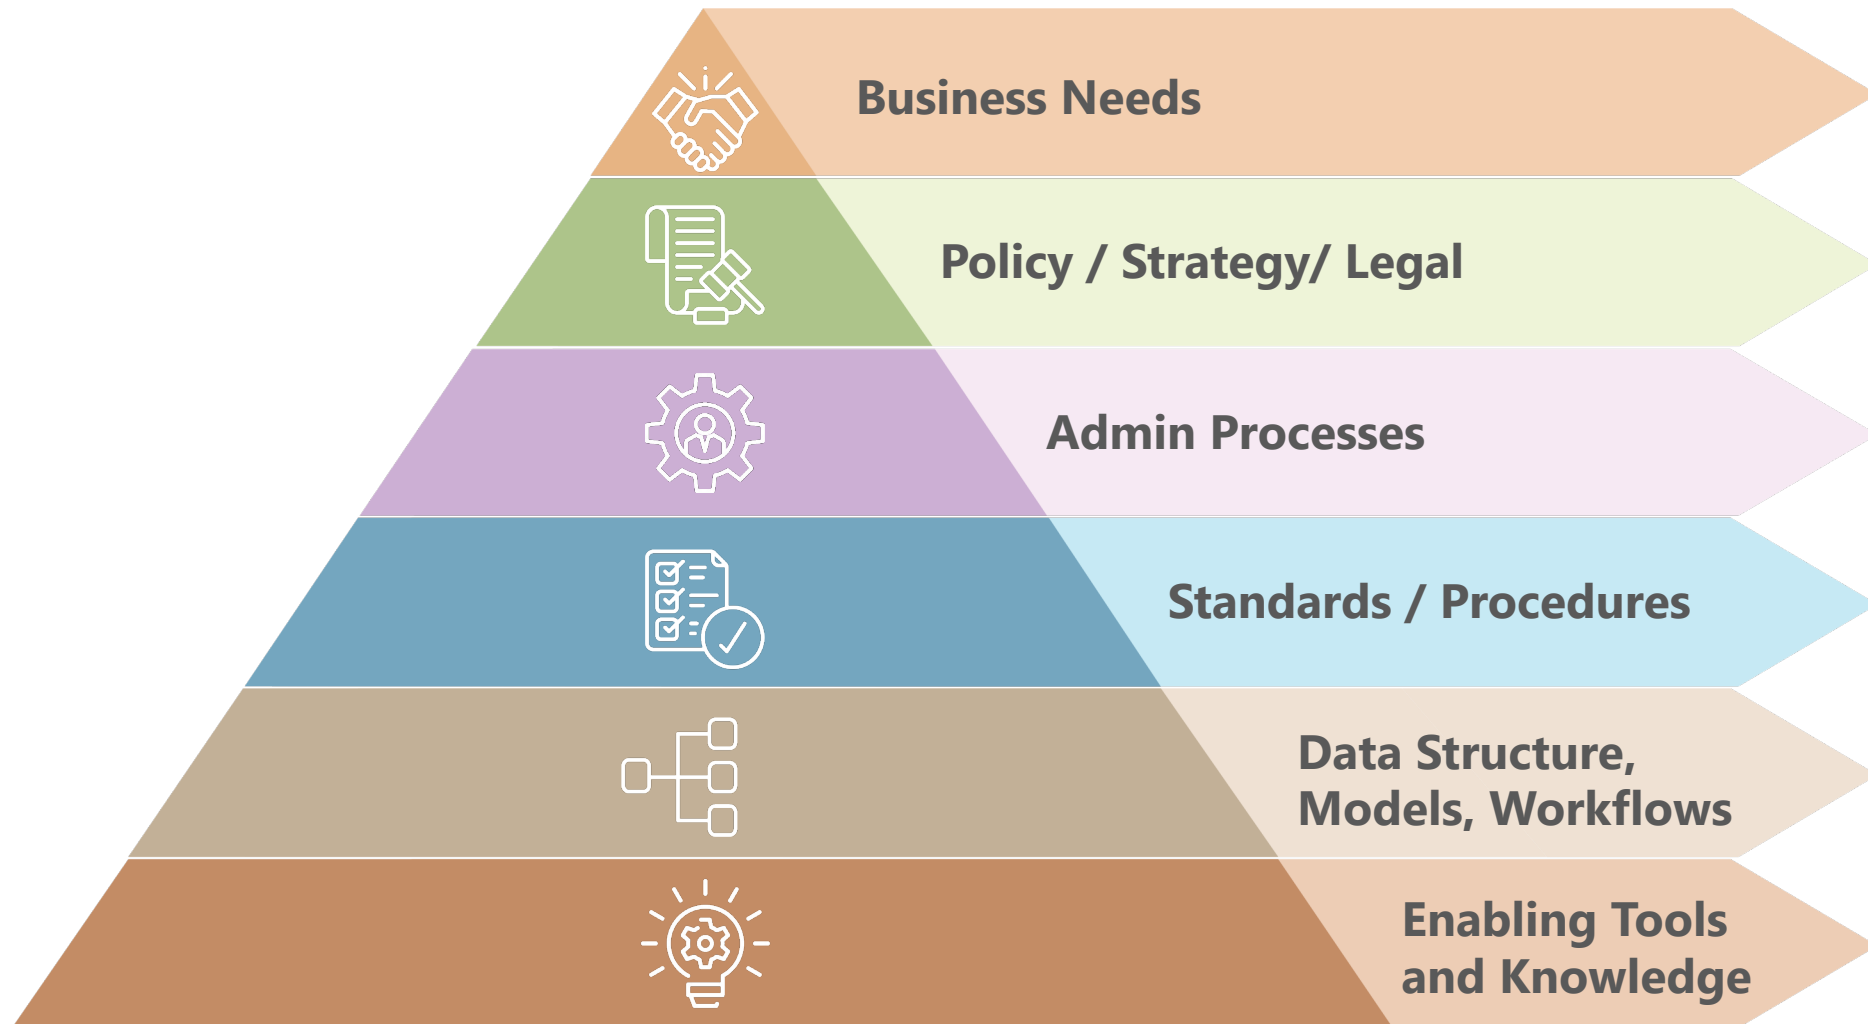 Business Needs
Policy / Strategy/ Legal
Admin Processes
Standards / Procedures
Data Structure,
Models, Workflows
Enabling Tools
and Knowledge